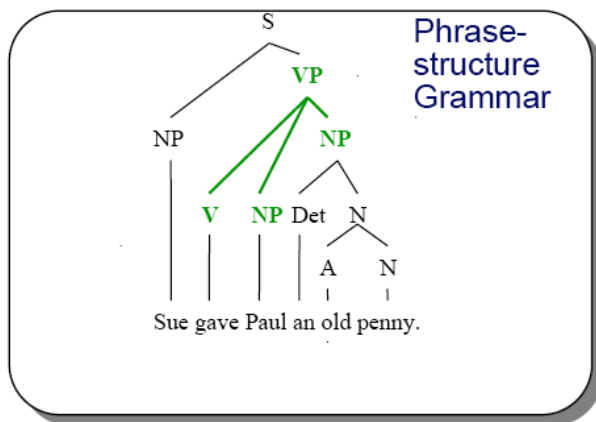 S
Phrase-
structure
Grammar
VP
NP
NP
V NP Det N
A N
Sue gave Paul an old penny.